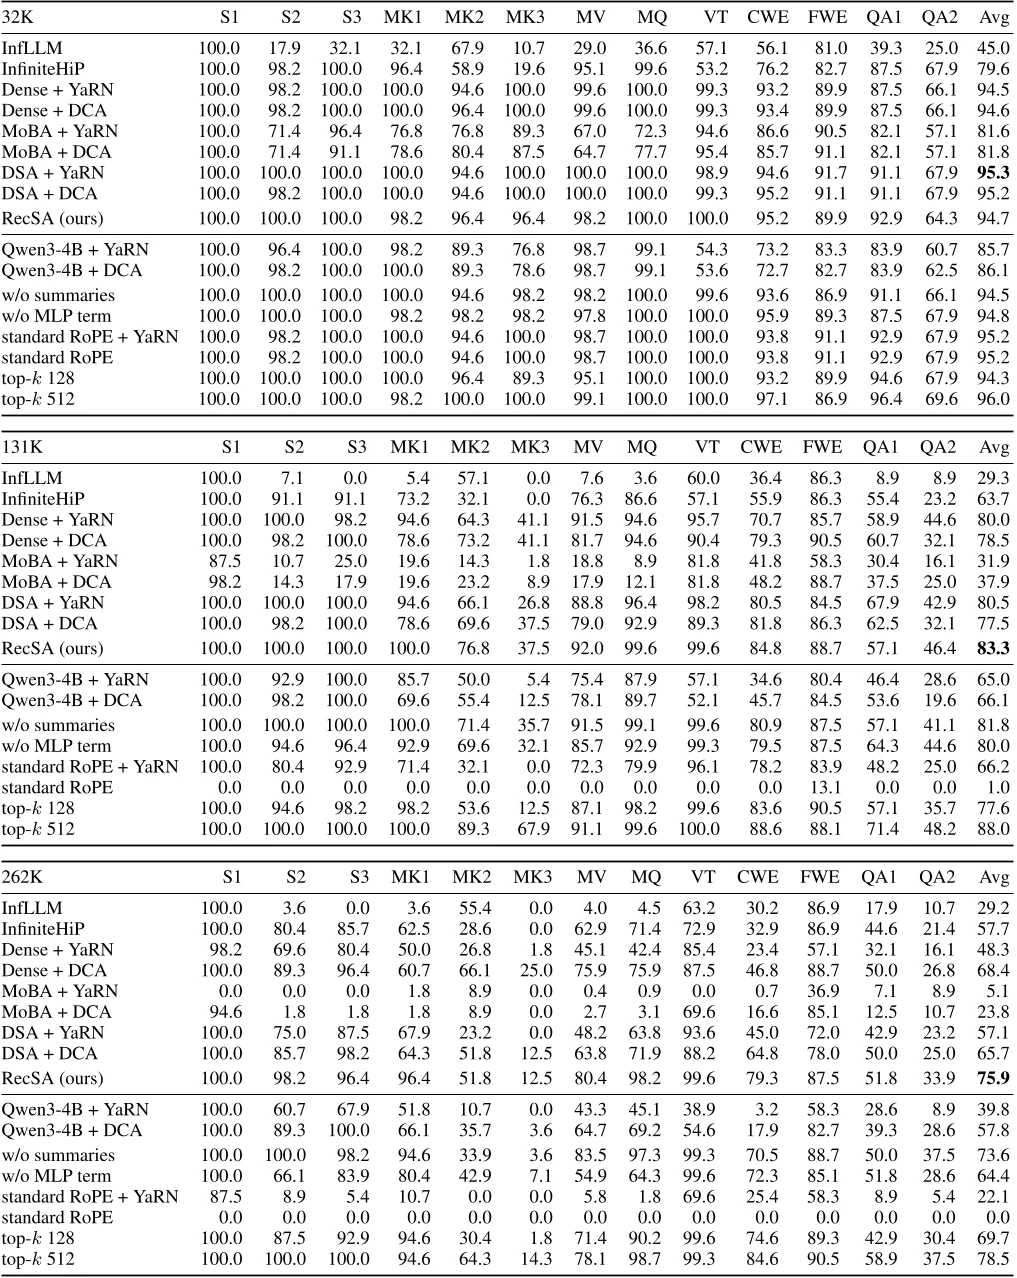 32K S1 S2 S3 MK1 MK2 MK3 MV MQ VT CWE FWE QA1 QA2 Avg
InfLLM 100.0 17.9 32.1 32.1 67.9 10.7 29.0 36.6 57.1 56.1 81.0 39.3 25.0 45.0
InfiniteHiP 100.0 98.2 100.0 96.4 58.9 19.6 95.1 99.6 53.2 76.2 82.7 87.5 67.9 79.6
Dense + YaRN 100.0 98.2 100.0 100.0 94.6 100.0 99.6 100.0 99.3 93.2 89.9 87.5 66.1 94.5
Dense + DCA 100.0 98.2 100.0 100.0 96.4 100.0 99.6 100.0 99.3 93.4 89.9 87.5 66.1 94.6
MoBA + YaRN 100.0 71.4 96.4 76.8 76.8 89.3 67.0 72.3 94.6 86.6 90.5 82.1 57.1 81.6
MoBA + DCA 100.0 71.4 91.1 78.6 80.4 87.5 64.7 77.7 95.4 85.7 91.1 82.1 57.1 81.8
DSA + YaRN 100.0 100.0 100.0 100.0 94.6 100.0 100.0 100.0 98.9 94.6 91.7 91.1 67.9 95.3
DSA + DCA 100.0 98.2 100.0 100.0 94.6 100.0 100.0 100.0 99.3 95.2 91.1 91.1 67.9 95.2
RecSA (ours) 100.0 100.0 100.0 98.2 96.4 96.4 98.2 100.0 100.0 95.2 89.9 92.9 64.3 94.7
Qwen3-4B + YaRN 100.0 96.4 100.0 98.2 89.3 76.8 98.7 99.1 54.3 73.2 83.3 83.9 60.7 85.7
Qwen3-4B + DCA 100.0 98.2 100.0 100.0 89.3 78.6 98.7 99.1 53.6 72.7 82.7 83.9 62.5 86.1
w/o summaries 100.0 100.0 100.0 100.0 94.6 98.2 98.2 100.0 99.6 93.6 86.9 91.1 66.1 94.5
w/o MLP term 100.0 100.0 100.0 98.2 98.2 98.2 97.8 100.0 100.0 95.9 89.3 87.5 67.9 94.8
standard RoPE + YaRN 100.0 98.2 100.0 100.0 94.6 100.0 98.7 100.0 100.0 93.8 91.1 92.9 67.9 95.2
standard RoPE 100.0 98.2 100.0 100.0 94.6 100.0 98.7 100.0 100.0 93.8 91.1 92.9 67.9 95.2
top-k 128 100.0 100.0 100.0 100.0 96.4 89.3 95.1 100.0 100.0 93.2 89.9 94.6 67.9 94.3
top-k 512 100.0 100.0 100.0 98.2 100.0 100.0 99.1 100.0 100.0 97.1 86.9 96.4 69.6 96.0
131K S1 S2 S3 MK1 MK2 MK3 MV MQ VT CWE FWE QA1 QA2 Avg
InfLLM 100.0 7.1 0.0 5.4 57.1 0.0 7.6 3.6 60.0 36.4 86.3 8.9 8.9 29.3
InfiniteHiP 100.0 91.1 91.1 73.2 32.1 0.0 76.3 86.6 57.1 55.9 86.3 55.4 23.2 63.7
Dense + YaRN 100.0 100.0 98.2 94.6 64.3 41.1 91.5 94.6 95.7 70.7 85.7 58.9 44.6 80.0
Dense + DCA 100.0 98.2 100.0 78.6 73.2 41.1 81.7 94.6 90.4 79.3 90.5 60.7 32.1 78.5
MoBA + YaRN 87.5 10.7 25.0 19.6 14.3 1.8 18.8 8.9 81.8 41.8 58.3 30.4 16.1 31.9
MoBA + DCA 98.2 14.3 17.9 19.6 23.2 8.9 17.9 12.1 81.8 48.2 88.7 37.5 25.0 37.9
DSA + YaRN 100.0 100.0 100.0 94.6 66.1 26.8 88.8 96.4 98.2 80.5 84.5 67.9 42.9 80.5
DSA + DCA 100.0 98.2 100.0 78.6 69.6 37.5 79.0 92.9 89.3 81.8 86.3 62.5 32.1 77.5
RecSA (ours) 100.0 100.0 100.0 100.0 76.8 37.5 92.0 99.6 99.6 84.8 88.7 57.1 46.4 83.3
Qwen3-4B + YaRN 100.0 92.9 100.0 85.7 50.0 5.4 75.4 87.9 57.1 34.6 80.4 46.4 28.6 65.0
Qwen3-4B + DCA 100.0 98.2 100.0 69.6 55.4 12.5 78.1 89.7 52.1 45.7 84.5 53.6 19.6 66.1
w/o summaries 100.0 100.0 100.0 100.0 71.4 35.7 91.5 99.1 99.6 80.9 87.5 57.1 41.1 81.8
w/o MLP term 100.0 94.6 96.4 92.9 69.6 32.1 85.7 92.9 99.3 79.5 87.5 64.3 44.6 80.0
standard RoPE + YaRN 100.0 80.4 92.9 71.4 32.1 0.0 72.3 79.9 96.1 78.2 83.9 48.2 25.0 66.2
standard RoPE 0.0 0.0 0.0 0.0 0.0 0.0 0.0 0.0 0.0 0.0 13.1 0.0 0.0 1.0
top-k 128 100.0 94.6 98.2 98.2 53.6 12.5 87.1 98.2 99.6 83.6 90.5 57.1 35.7 77.6
top-k 512 100.0 100.0 100.0 100.0 89.3 67.9 91.1 99.6 100.0 88.6 88.1 71.4 48.2 88.0
262K S1 S2 S3 MK1 MK2 MK3 MV MQ VT CWE FWE QA1 QA2 Avg
InfLLM 100.0 3.6 0.0 3.6 55.4 0.0 4.0 4.5 63.2 30.2 86.9 17.9 10.7 29.2
InfiniteHiP 100.0 80.4 85.7 62.5 28.6 0.0 62.9 71.4 72.9 32.9 86.9 44.6 21.4 57.7
Dense + YaRN 98.2 69.6 80.4 50.0 26.8 1.8 45.1 42.4 85.4 23.4 57.1 32.1 16.1 48.3
Dense + DCA 100.0 89.3 96.4 60.7 66.1 25.0 75.9 75.9 87.5 46.8 88.7 50.0 26.8 68.4
MoBA + YaRN 0.0 0.0 0.0 1.8 8.9 0.0 0.4 0.9 0.0 0.7 36.9 7.1 8.9 5.1
MoBA + DCA 94.6 1.8 1.8 1.8 8.9 0.0 2.7 3.1 69.6 16.6 85.1 12.5 10.7 23.8
DSA + YaRN 100.0 75.0 87.5 67.9 23.2 0.0 48.2 63.8 93.6 45.0 72.0 42.9 23.2 57.1
DSA + DCA 100.0 85.7 98.2 64.3 51.8 12.5 63.8 71.9 88.2 64.8 78.0 50.0 25.0 65.7
RecSA (ours) 100.0 98.2 96.4 96.4 51.8 12.5 80.4 98.2 99.6 79.3 87.5 51.8 33.9 75.9
Qwen3-4B + YaRN 100.0 60.7 67.9 51.8 10.7 0.0 43.3 45.1 38.9 3.2 58.3 28.6 8.9 39.8
Qwen3-4B + DCA 100.0 89.3 100.0 66.1 35.7 3.6 64.7 69.2 54.6 17.9 82.7 39.3 28.6 57.8
w/o summaries 100.0 100.0 98.2 94.6 33.9 3.6 83.5 97.3 99.3 70.5 88.7 50.0 37.5 73.6
w/o MLP term 100.0 66.1 83.9 80.4 42.9 7.1 54.9 64.3 99.6 72.3 85.1 51.8 28.6 64.4
standard RoPE + YaRN 87.5 8.9 5.4 10.7 0.0 0.0 5.8 1.8 69.6 25.4 58.3 8.9 5.4 22.1
standard RoPE 0.0 0.0 0.0 0.0 0.0 0.0 0.0 0.0 0.0 0.0 0.0 0.0 0.0 0.0
top-k 128 100.0 87.5 92.9 94.6 30.4 1.8 71.4 90.2 99.6 74.6 89.3 42.9 30.4 69.7
top-k 512 100.0 100.0 100.0 94.6 64.3 14.3 78.1 98.7 99.3 84.6 90.5 58.9 37.5 78.5